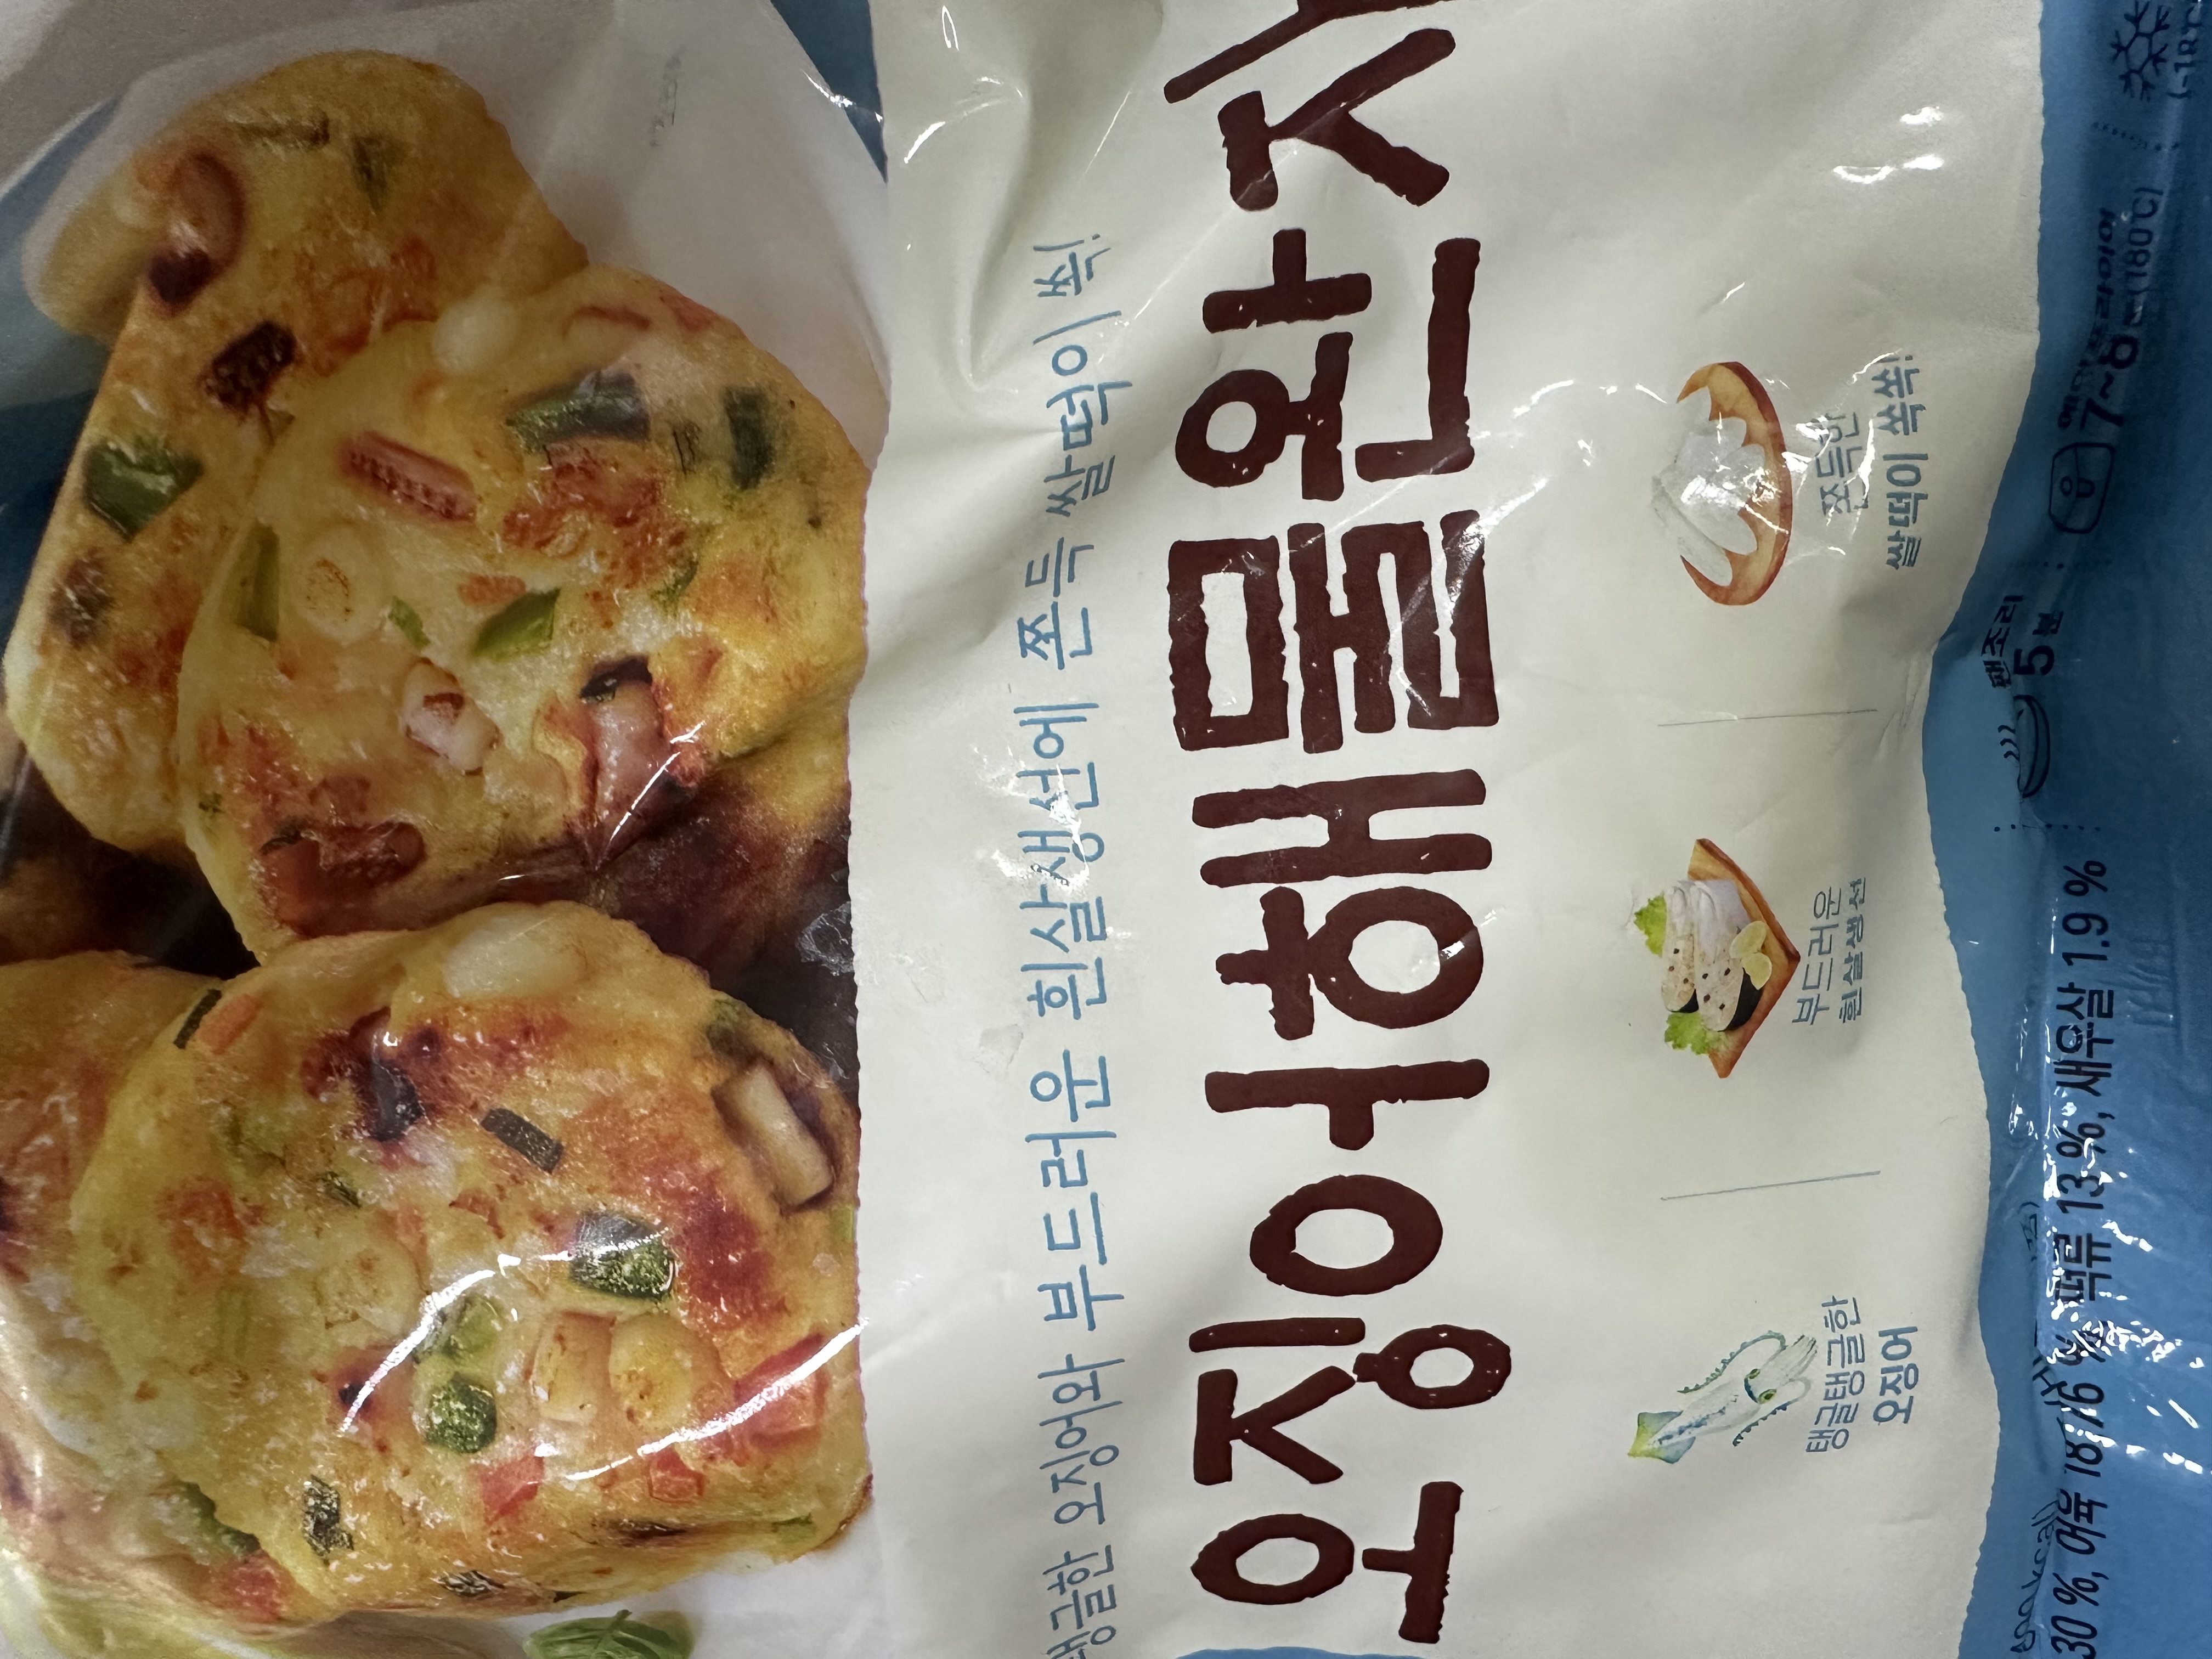 탱글한 오징어와 부드러운 흰살생선에 쫀득 쌀떡이 쏙!
오징어해물완자
탱글탱글한
오징어
부드러운
흰살생선
쫀득한
쌀떡이 쏙쏙!
30 %, 어육 18.76 % 떡류 13 %, 새우살 1.9 %
팬조리
5분
에어프라이어
7~8분(180℃)